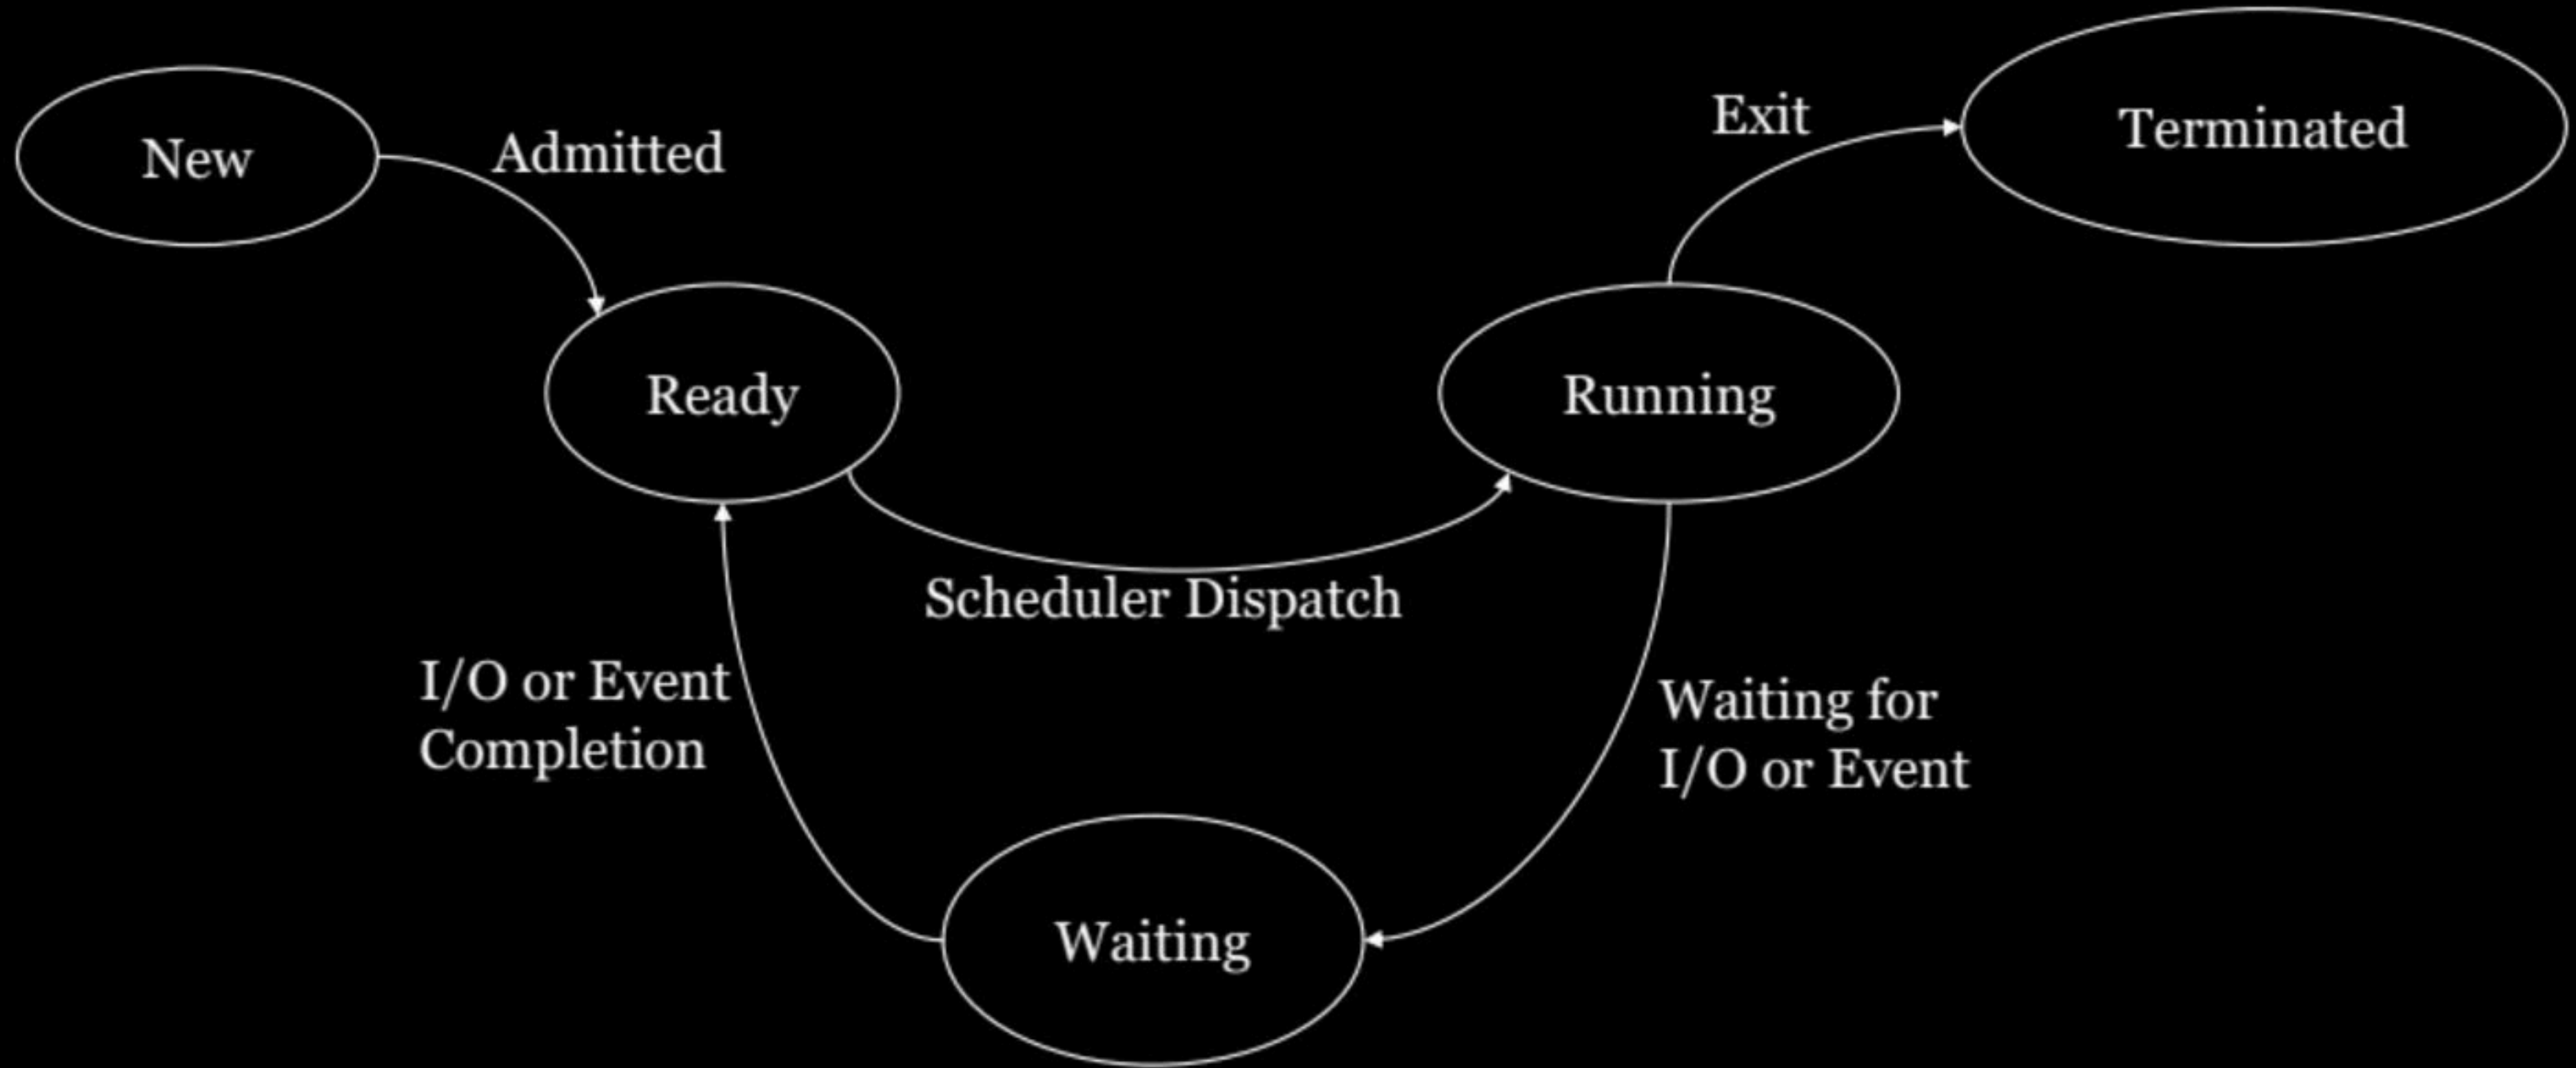 New
Admitted
Exit
Terminated
Ready
Running
Scheduler Dispatch
I/O or Event
Completion
Waiting for
I/O or Event
Waiting